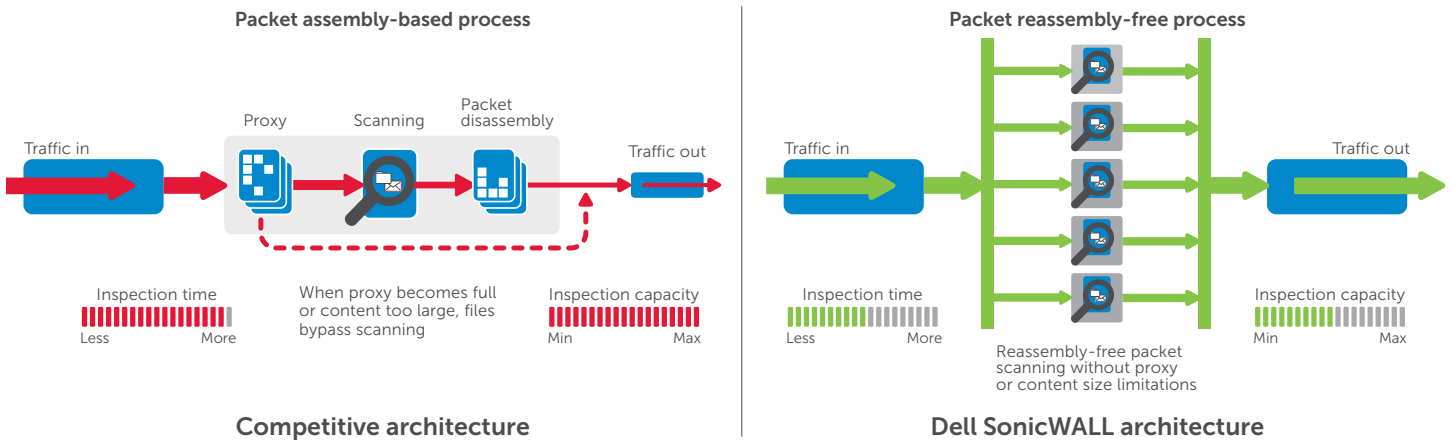 Packet assembly-based process
Proxy
Scanning
Packet
disassembly
Traffic in
Traffic out
Inspection time
Less
More
When proxy becomes full
or content too large, files
bypass scanning
Inspection capacity
Min
Max
Competitive architecture
Packet reassembly-free process
Traffic in
Traffic out
Inspection time
Less
More
Reassembly-free packet
scanning without proxy
or content size limitations
Inspection capacity
Min
Max
Dell SonicWALL architecture